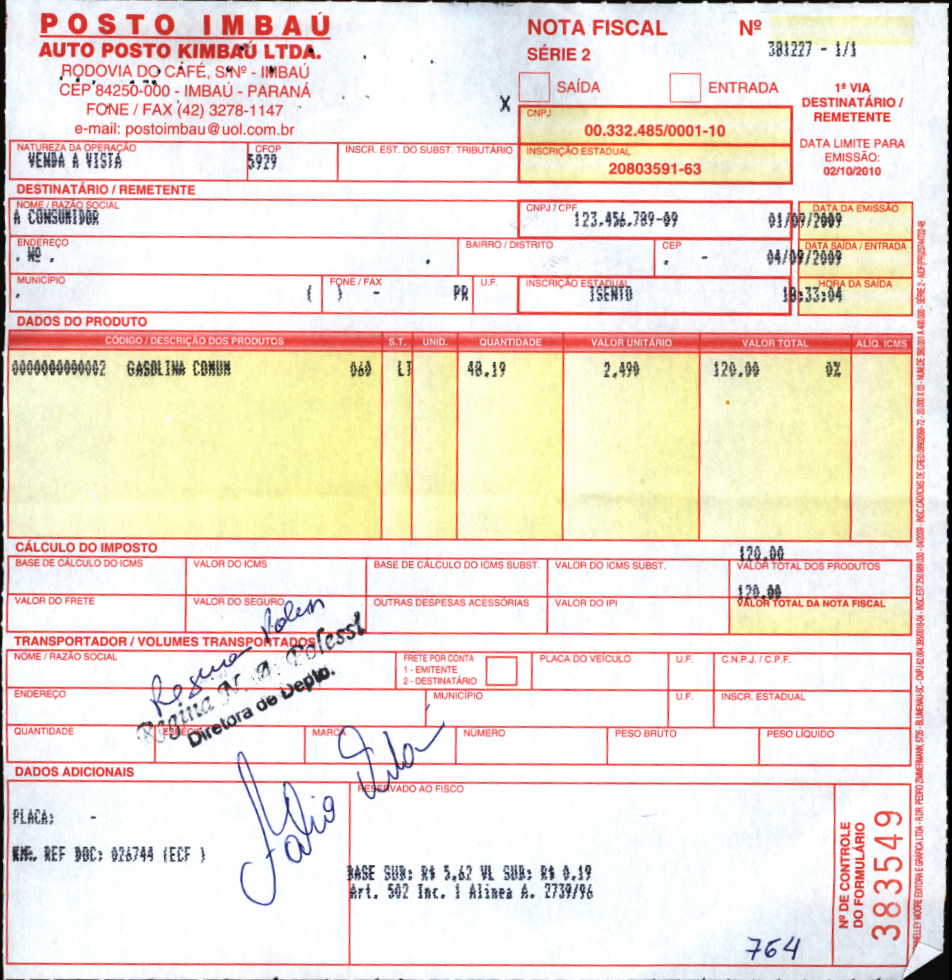 POSTO IMBAÚ
AUTO POSTO KIMBAÚ LTDA.
RODOVIA DO CAFÉ, S/Nº - IMBAÚ
CEP 84250-000 - IMBAÚ - PARANÁ
FONE / FAX (42) 3278-1147
e-mail: postoimbau@uol.com.br
NOTA FISCAL Nº
381227 - 1/1
SÉRIE 2
SAÍDA ENTRADA
X
1ª VIA
DESTINATÁRIO /
REMETENTE
CNPJ
00.332.485/0001-10
DATA LIMITE PARA
EMISSÃO:
02/10/2010
NATUREZA DA OPERAÇÃO CFOP INSCR. EST. DO SUBST. TRIBUTÁRIO INSCRIÇÃO ESTADUAL
VENDA A VISTA 5929 20803591-63
DESTINATÁRIO / REMETENTE
NOME / RAZÃO SOCIAL CNPJ / CPF DATA DA EMISSÃO
A CONSUMIDOR 123.456.789-09 01/09/2009
ENDEREÇO BAIRRO / DISTRITO CEP DATA SAÍDA / ENTRADA
. Nº . . . - 04/09/2009
MUNICÍPIO FONE / FAX U.F. INSCRIÇÃO ESTADUAL HORA DA SAÍDA
. ( ) - PR ISENTO 18:33:04
DADOS DO PRODUTO
CÓDIGO / DESCRIÇÃO DOS PRODUTOS S.T. UNID. QUANTIDADE VALOR UNITÁRIO VALOR TOTAL ALIQ. ICMS
0000000000002 GASOLINA COMUM 060 LT 48.19 2.490 120.00 0%
CÁLCULO DO IMPOSTO
120.00
BASE DE CÁLCULO DO ICMS VALOR DO ICMS BASE DE CÁLCULO DO ICMS SUBST. VALOR DO ICMS SUBST. VALOR TOTAL DOS PRODUTOS
120.00
VALOR DO FRETE VALOR DO SEGURO OUTRAS DESPESAS ACESSÓRIAS VALOR DO IPI VALOR TOTAL DA NOTA FISCAL
TRANSPORTADOR / VOLUMES TRANSPORTADOS
NOME / RAZÃO SOCIAL FRETE POR CONTA PLACA DO VEÍCULO U.F. C.N.P.J. / C.P.F.
1 - EMITENTE
2 - DESTINATÁRIO
ENDEREÇO MUNICÍPIO U.F. INSCR. ESTADUAL
Regina N. A.
Diretora de Depto.
QUANTIDADE ESPÉCIE MARCA NÚMERO PESO BRUTO PESO LÍQUIDO
DADOS ADICIONAIS
RESERVADO AO FISCO
PLACA: -
KM. REF DOC: 026744 (ECF )
BASE SUB: R$ 5.62 VL SUB: R$ 0.19
Art. 502 Inc. 1 Alinea A. 2739/96
Nº DE CONTROLE
DO FORMULÁRIO
383549
764